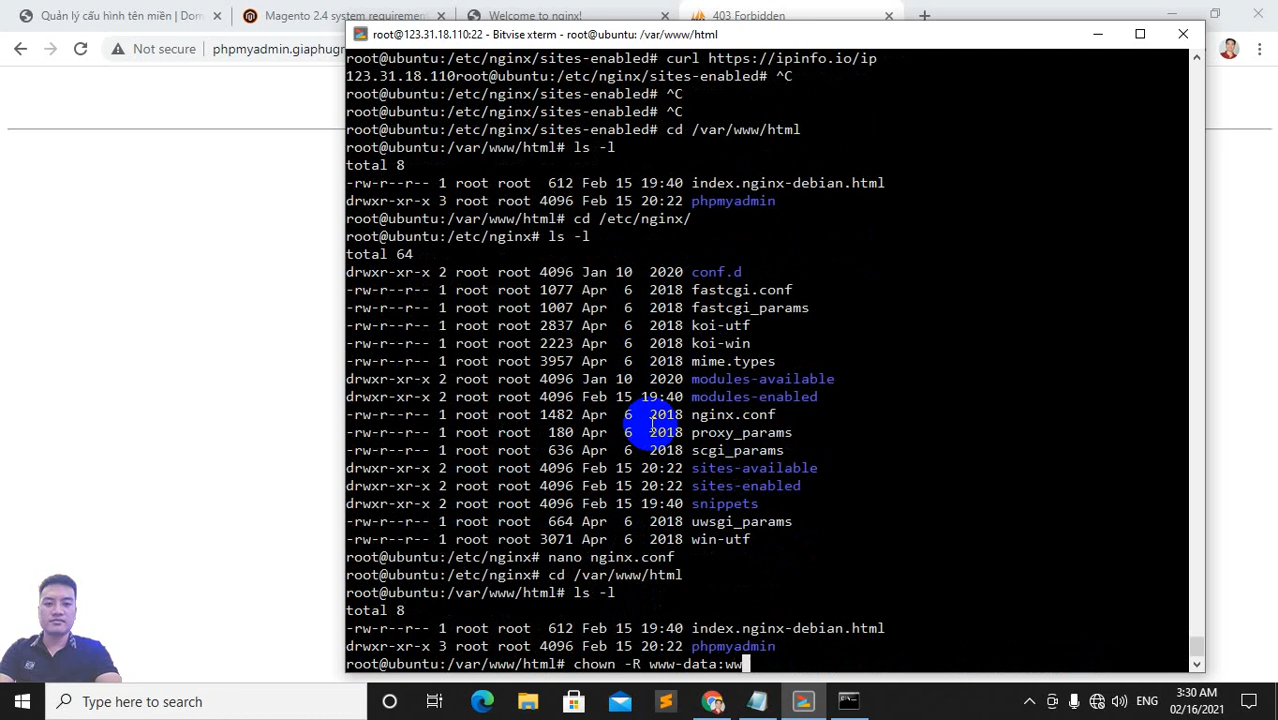 Quản lý cấu hình tên miền | Dom
Magento 2.4 system requirement
Welcome to nginx!
403 Forbidden
Not secure
phpmyadmin.giaphugr
root@123.31.18.110:22 - Bitvise xterm - root@ubuntu: /var/www/html
root@ubuntu:/etc/nginx/sites-enabled# curl https://ipinfo.io/ip
123.31.18.110root@ubuntu:/etc/nginx/sites-enabled# ^C
root@ubuntu:/etc/nginx/sites-enabled# ^C
root@ubuntu:/etc/nginx/sites-enabled# ^C
root@ubuntu:/etc/nginx/sites-enabled# cd /var/www/html
root@ubuntu:/var/www/html# ls -l
total 8
-rw-r--r-- 1 root root  612 Feb 15 19:40 index.nginx-debian.html
drwxr-xr-x 3 root root 4096 Feb 15 20:22 phpmyadmin
root@ubuntu:/var/www/html# cd /etc/nginx/
root@ubuntu:/etc/nginx# ls -l
total 64
drwxr-xr-x 2 root root 4096 Jan 10  2020 conf.d
-rw-r--r-- 1 root root 1077 Apr  6  2018 fastcgi.conf
-rw-r--r-- 1 root root 1007 Apr  6  2018 fastcgi_params
-rw-r--r-- 1 root root 2837 Apr  6  2018 koi-utf
-rw-r--r-- 1 root root 2223 Apr  6  2018 koi-win
-rw-r--r-- 1 root root 3957 Apr  6  2018 mime.types
drwxr-xr-x 2 root root 4096 Jan 10  2020 modules-available
drwxr-xr-x 2 root root 4096 Feb 15 19:40 modules-enabled
-rw-r--r-- 1 root root 1482 Apr  6  2018 nginx.conf
-rw-r--r-- 1 root root  180 Apr  6  2018 proxy_params
-rw-r--r-- 1 root root  636 Apr  6  2018 scgi_params
drwxr-xr-x 2 root root 4096 Feb 15 20:22 sites-available
drwxr-xr-x 2 root root 4096 Feb 15 20:22 sites-enabled
drwxr-xr-x 2 root root 4096 Feb 15 19:40 snippets
-rw-r--r-- 1 root root  664 Apr  6  2018 uwsgi_params
-rw-r--r-- 1 root root 3071 Apr  6  2018 win-utf
root@ubuntu:/etc/nginx# nano nginx.conf
root@ubuntu:/etc/nginx# cd /var/www/html
root@ubuntu:/var/www/html# ls -l
total 8
-rw-r--r-- 1 root root  612 Feb 15 19:40 index.nginx-debian.html
drwxr-xr-x 3 root root 4096 Feb 15 20:22 phpmyadmin
root@ubuntu:/var/www/html# chown -R www-data:ww
Type here to search
ENG
3:30 AM
02/16/2021